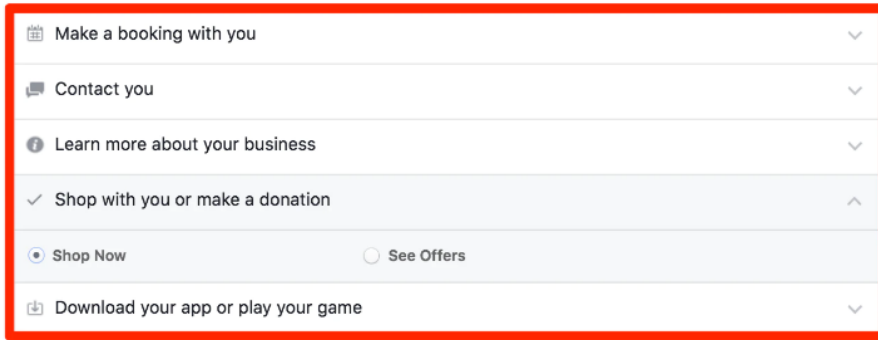 Make a booking with you
Contact you
Learn more about your business
Shop with you or make a donation
Shop Now See Offers
Download your app or play your game